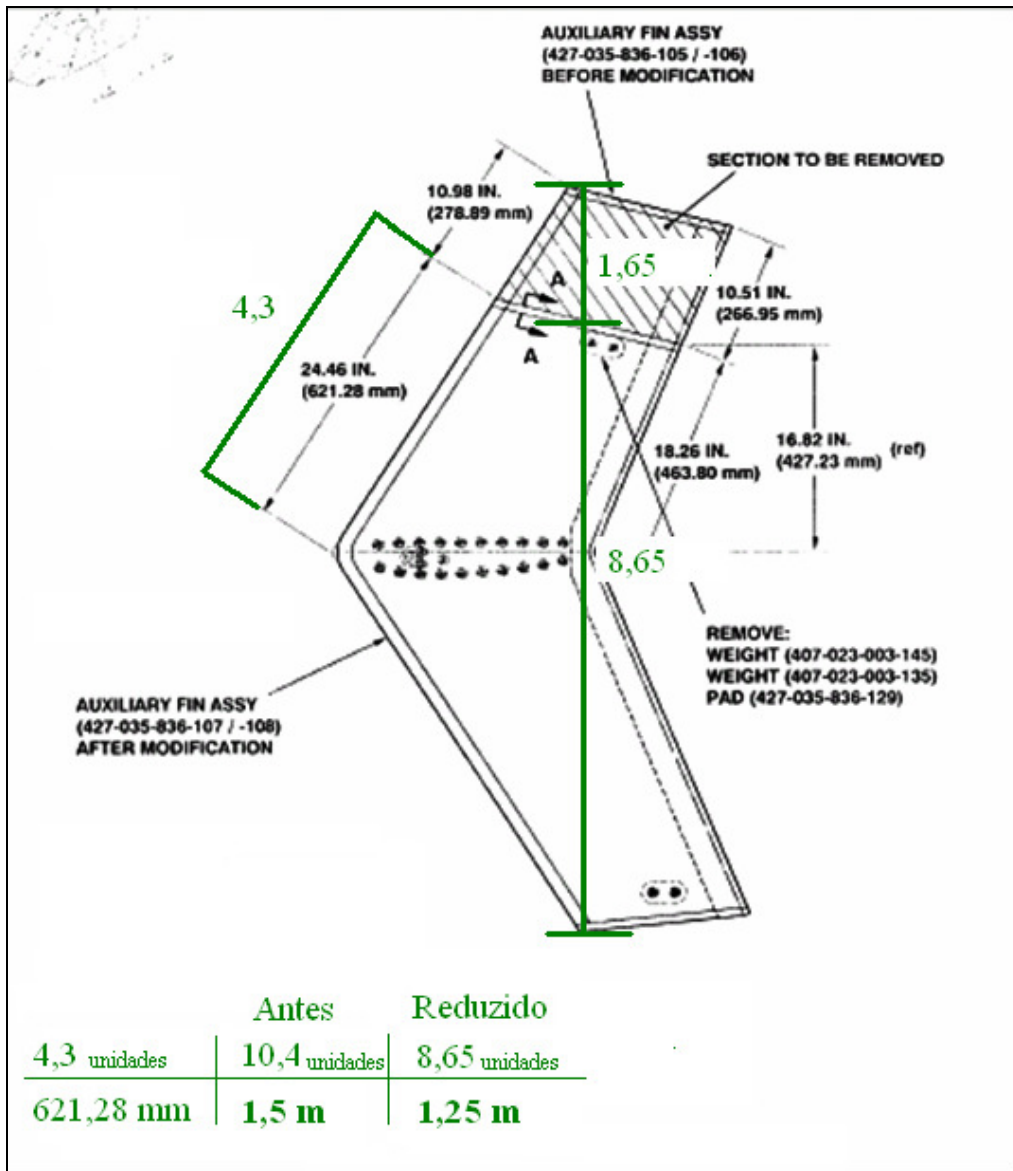 AUXILIARY FIN ASSY
(427-035-836-105 / -106)
BEFORE MODIFICATION
SECTION TO BE REMOVED
10.98 IN.
(278.89 mm)
4,3
1,65
A
10.51 IN.
(266.95 mm)
A
24.46 IN.
(621.28 mm)
18.26 IN.
(463.80 mm)
16.82 IN.
(427.23 mm) (ref)
8,65
REMOVE:
WEIGHT (407-023-003-145)
WEIGHT (407-023-003-135)
PAD (427-035-836-129)
AUXILIARY FIN ASSY
(427-035-836-107 / -108)
AFTER MODIFICATION
Antes Reduzido
4,3 unidades 10,4 unidades 8,65 unidades
621,28 mm 1,5 m 1,25 m